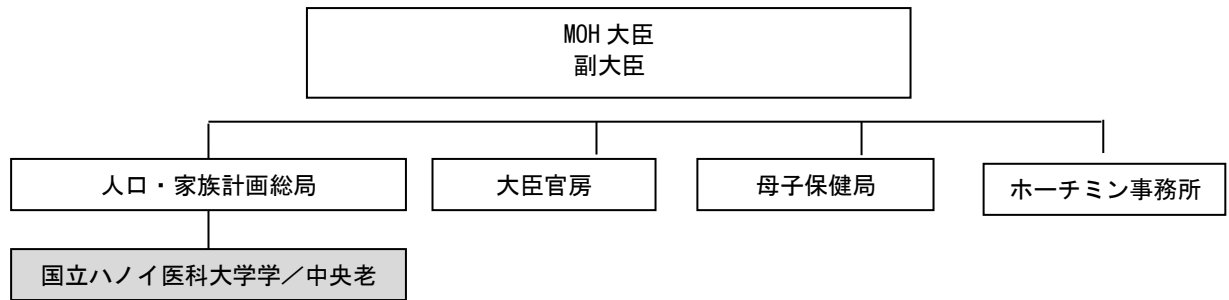 MOH 大臣
副大臣
人口・家族計画総局
大臣官房
母子保健局
ホーチミン事務所
国立ハノイ医科大学学／中央老